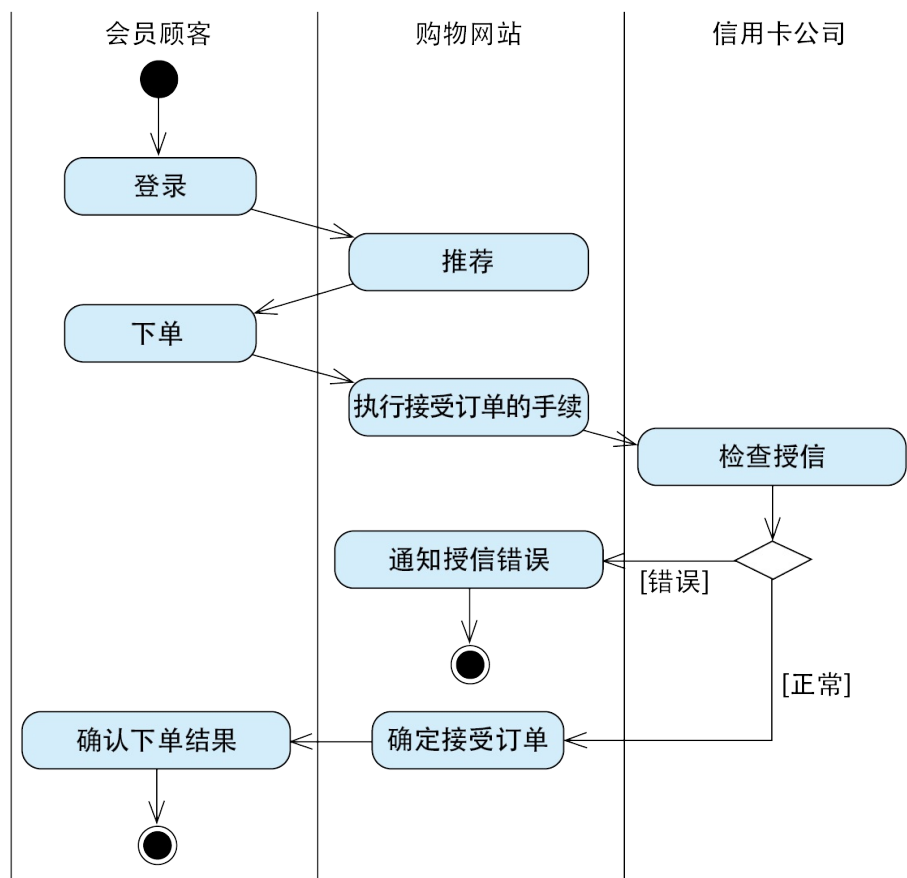 会员顾客
购物网站
信用卡公司
登录
推荐
下单
执行接受订单的手续
检查授信
通知授信错误
[错误]
[正常]
确认下单结果
确定接受订单